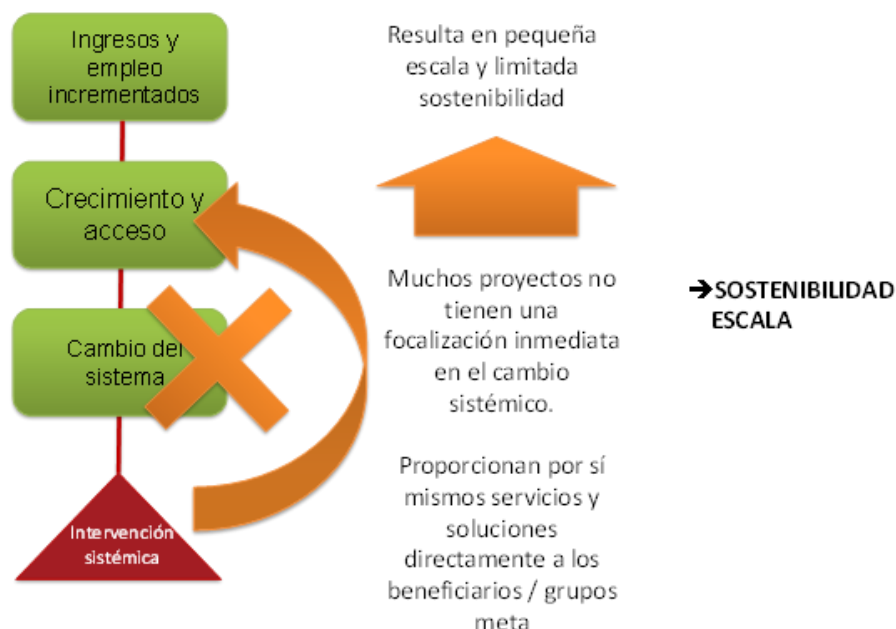 Ingresos y
empleo
incrementados
Crecimiento y
acceso
Cambio del
sistema
Intervención
sistémica
Resulta en pequeña
escala y limitada
sostenibilidad
Muchos proyectos no
tienen una
focalización inmediata
en el cambio
sistémico.
Proporcionan por sí
mismos servicios y
soluciones
directamente a los
beneficiarios / grupos
meta
➔SOSTENIBILIDAD
ESCALA